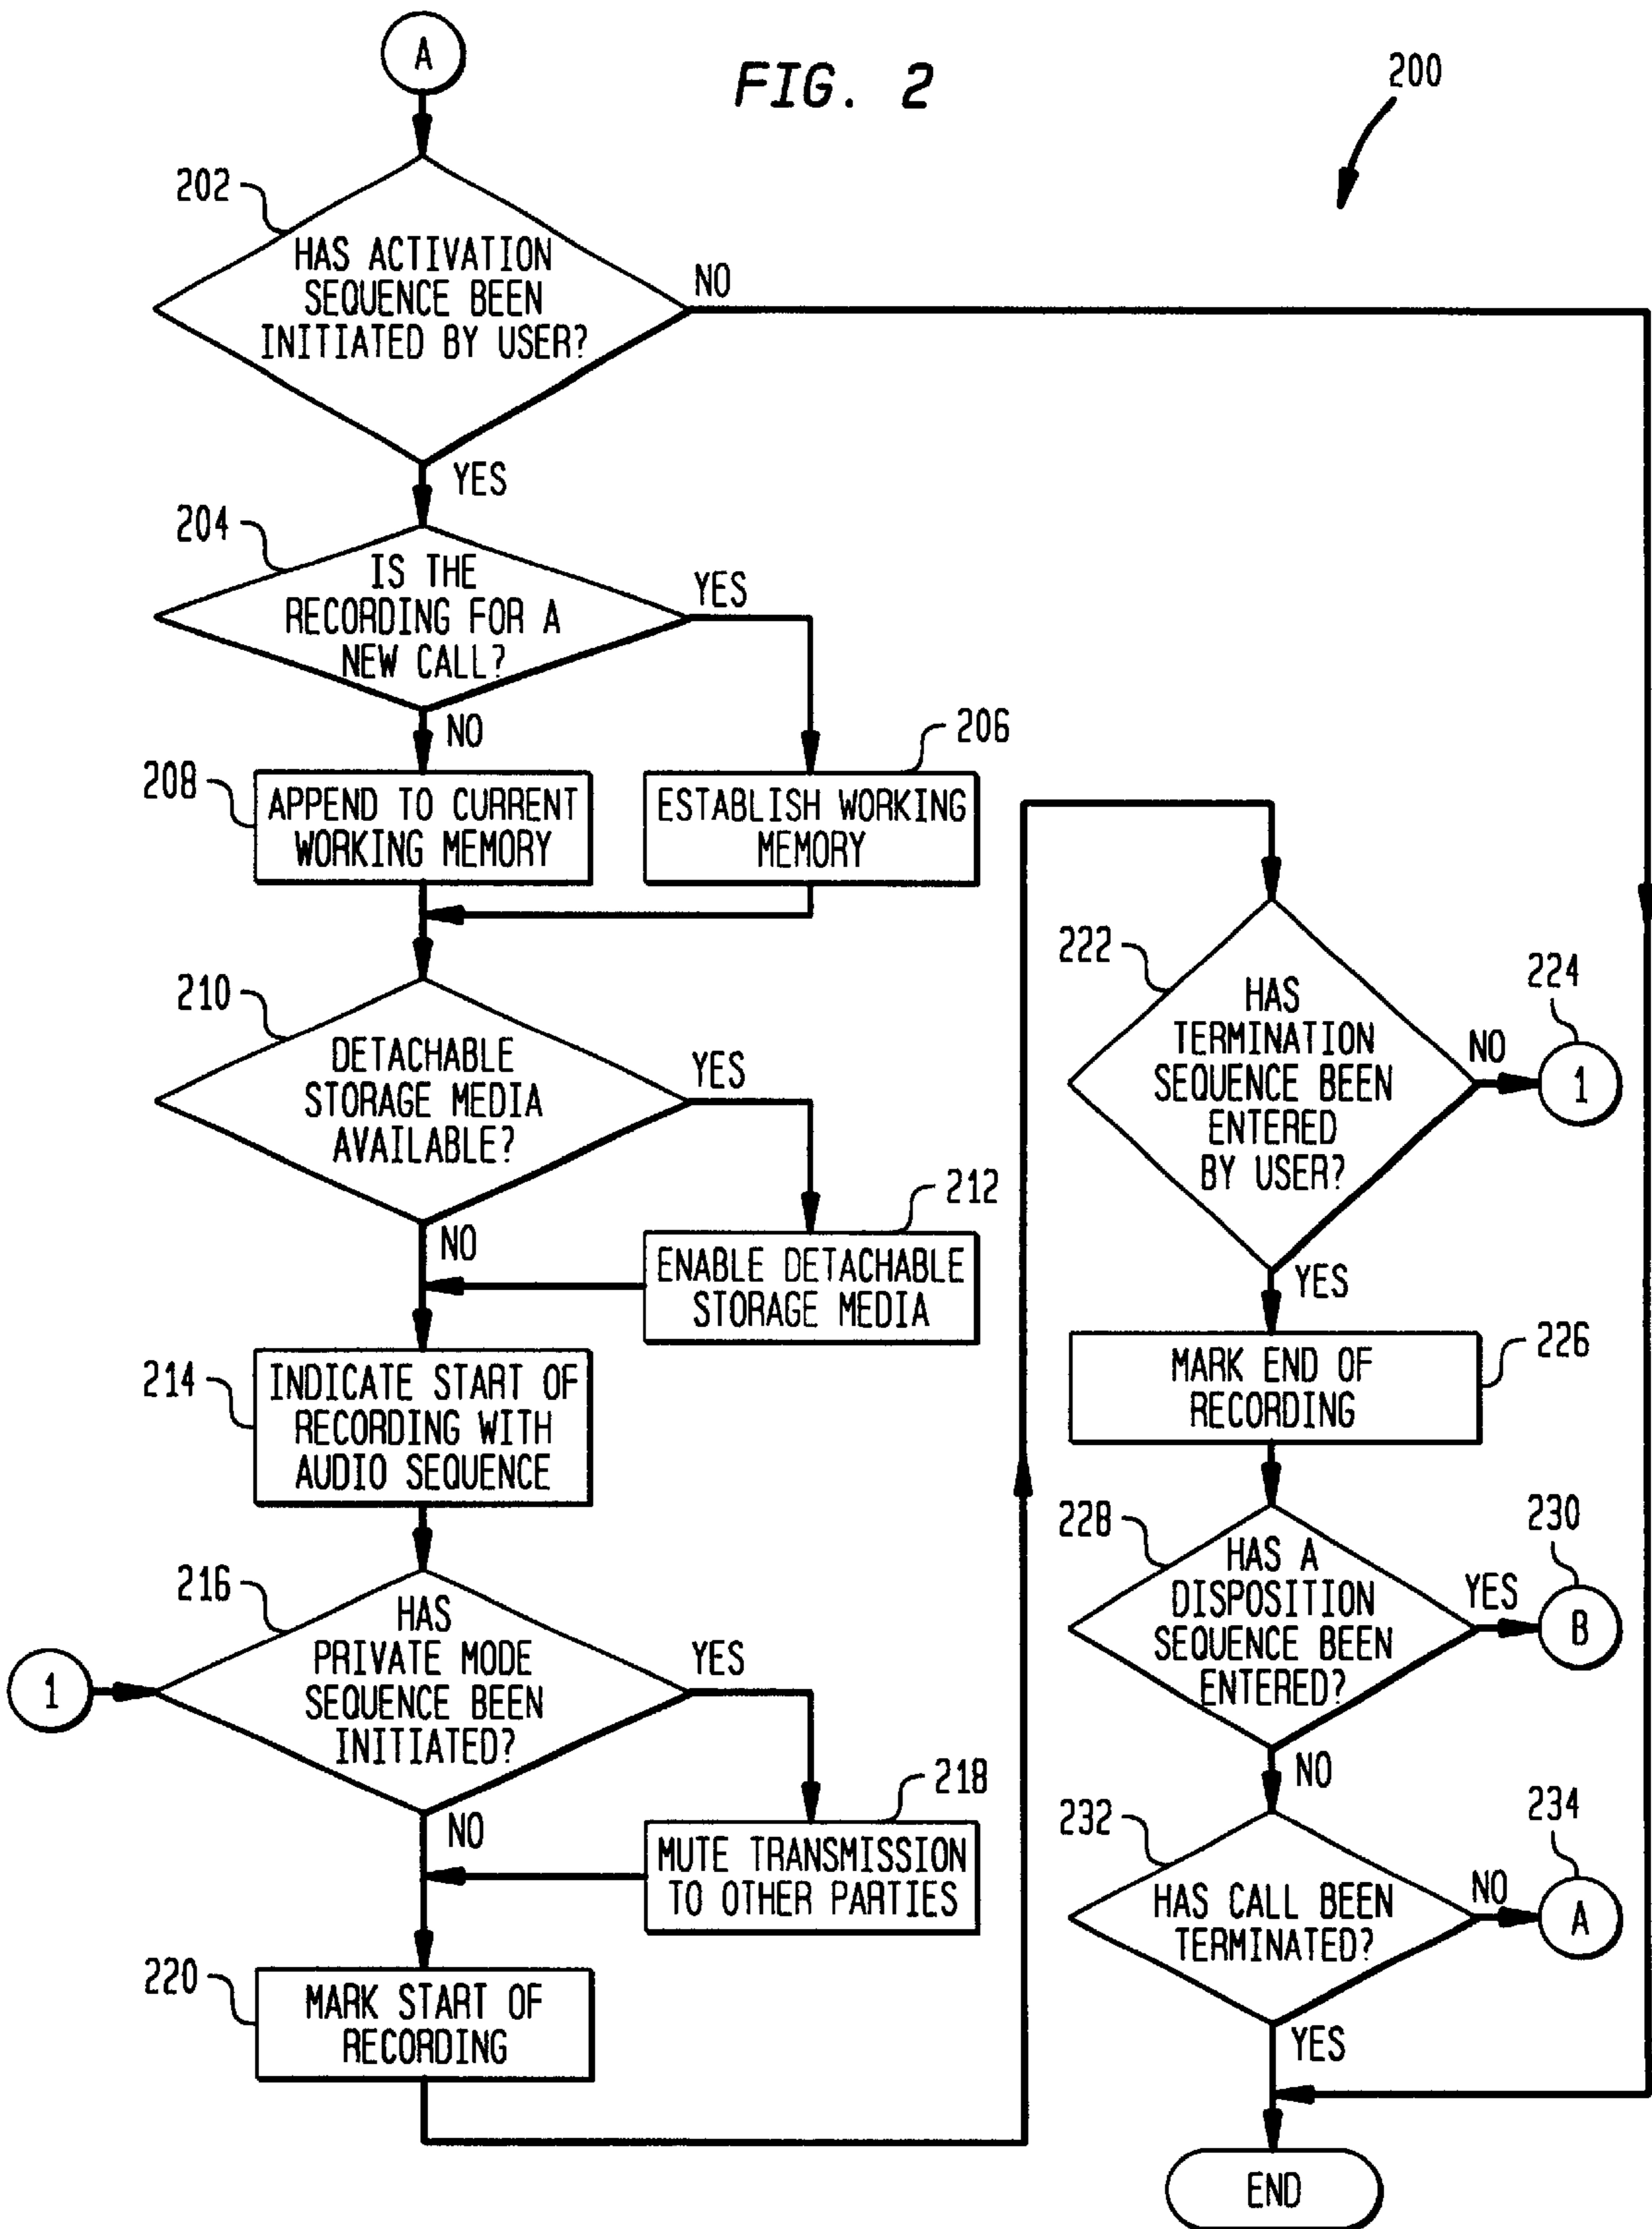 A
FIG. 2
200
202
HAS ACTIVATION
SEQUENCE BEEN
INITIATED BY USER?
NO
YES
204
IS THE
RECORDING FOR A
NEW CALL?
YES
NO
206
208
APPEND TO CURRENT
WORKING MEMORY
ESTABLISH WORKING
MEMORY
210
DETACHABLE
STORAGE MEDIA
AVAILABLE?
YES
NO
212
ENABLE DETACHABLE
STORAGE MEDIA
214
INDICATE START OF
RECORDING WITH
AUDIO SEQUENCE
216
HAS
PRIVATE MODE
SEQUENCE BEEN
INITIATED?
1
YES
NO
218
MUTE TRANSMISSION
TO OTHER PARTIES
220
MARK START OF
RECORDING
222
HAS
TERMINATION
SEQUENCE BEEN
ENTERED
BY USER?
NO
224
1
YES
226
MARK END OF
RECORDING
228
HAS A
DISPOSITION
SEQUENCE BEEN
ENTERED?
YES
230
B
NO
232
HAS CALL BEEN
TERMINATED?
NO
234
A
YES
END